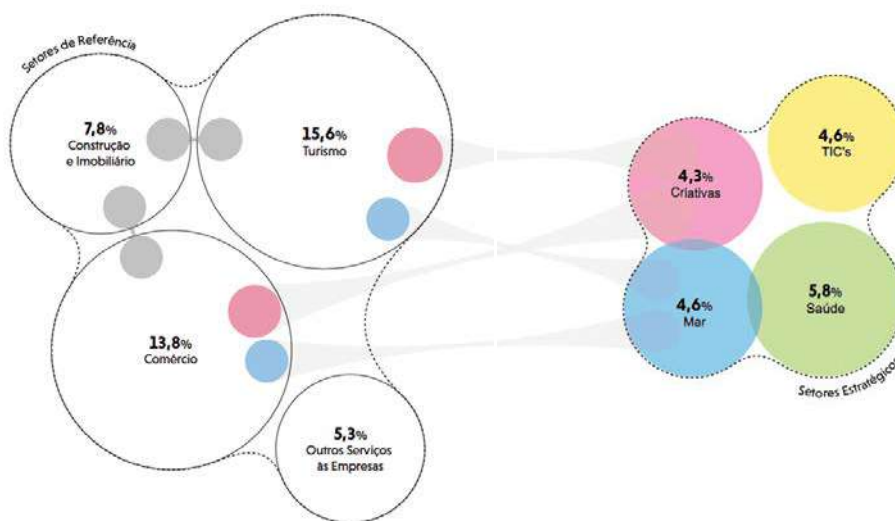 Setores de Referência
7,8%
Construção
e Imobiliário
15,6%
Turismo
13,8%
Comércio
5,3%
Outros Serviços
às Empresas
4,3%
Criativas
4,6%
TIC's
4,6%
Mar
5,8%
Saúde
Setores Estratégicos